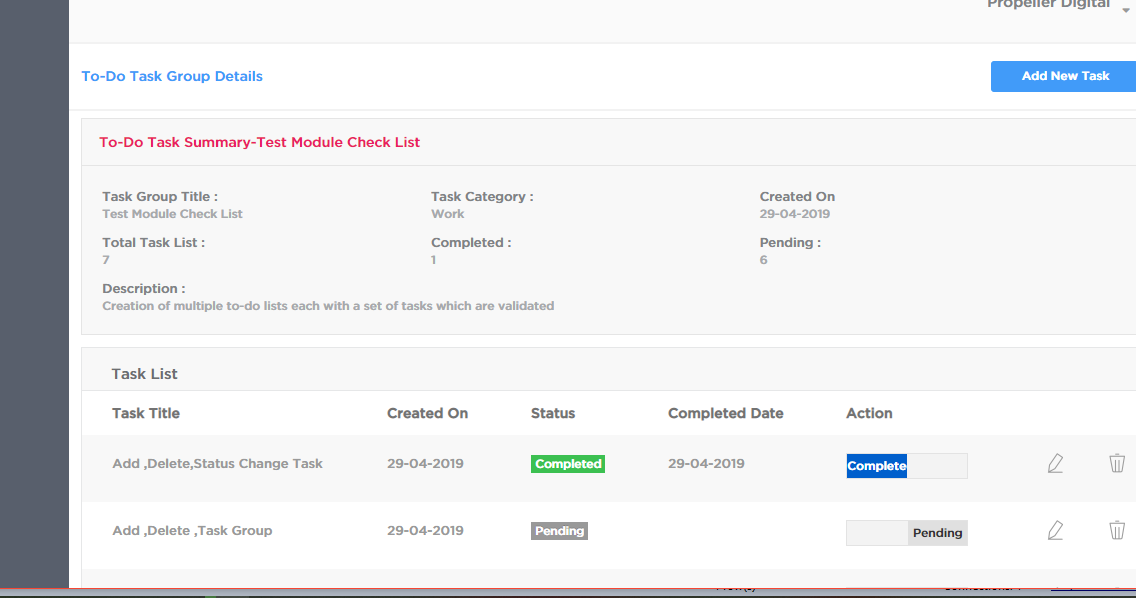 Propeller Digital
To-Do Task Group Details
Add New Task
To-Do Task Summary-Test Module Check List
Task Group Title : Task Category : Created On
Test Module Check List Work 29-04-2019
Total Task List : Completed : Pending :
7 1 6
Description :
Creation of multiple to-do lists each with a set of tasks which are validated
Task List
Task Title Created On Status Completed Date Action
Add ,Delete,Status Change Task 29-04-2019 Completed 29-04-2019 Complete
Add ,Delete ,Task Group 29-04-2019 Pending Pending